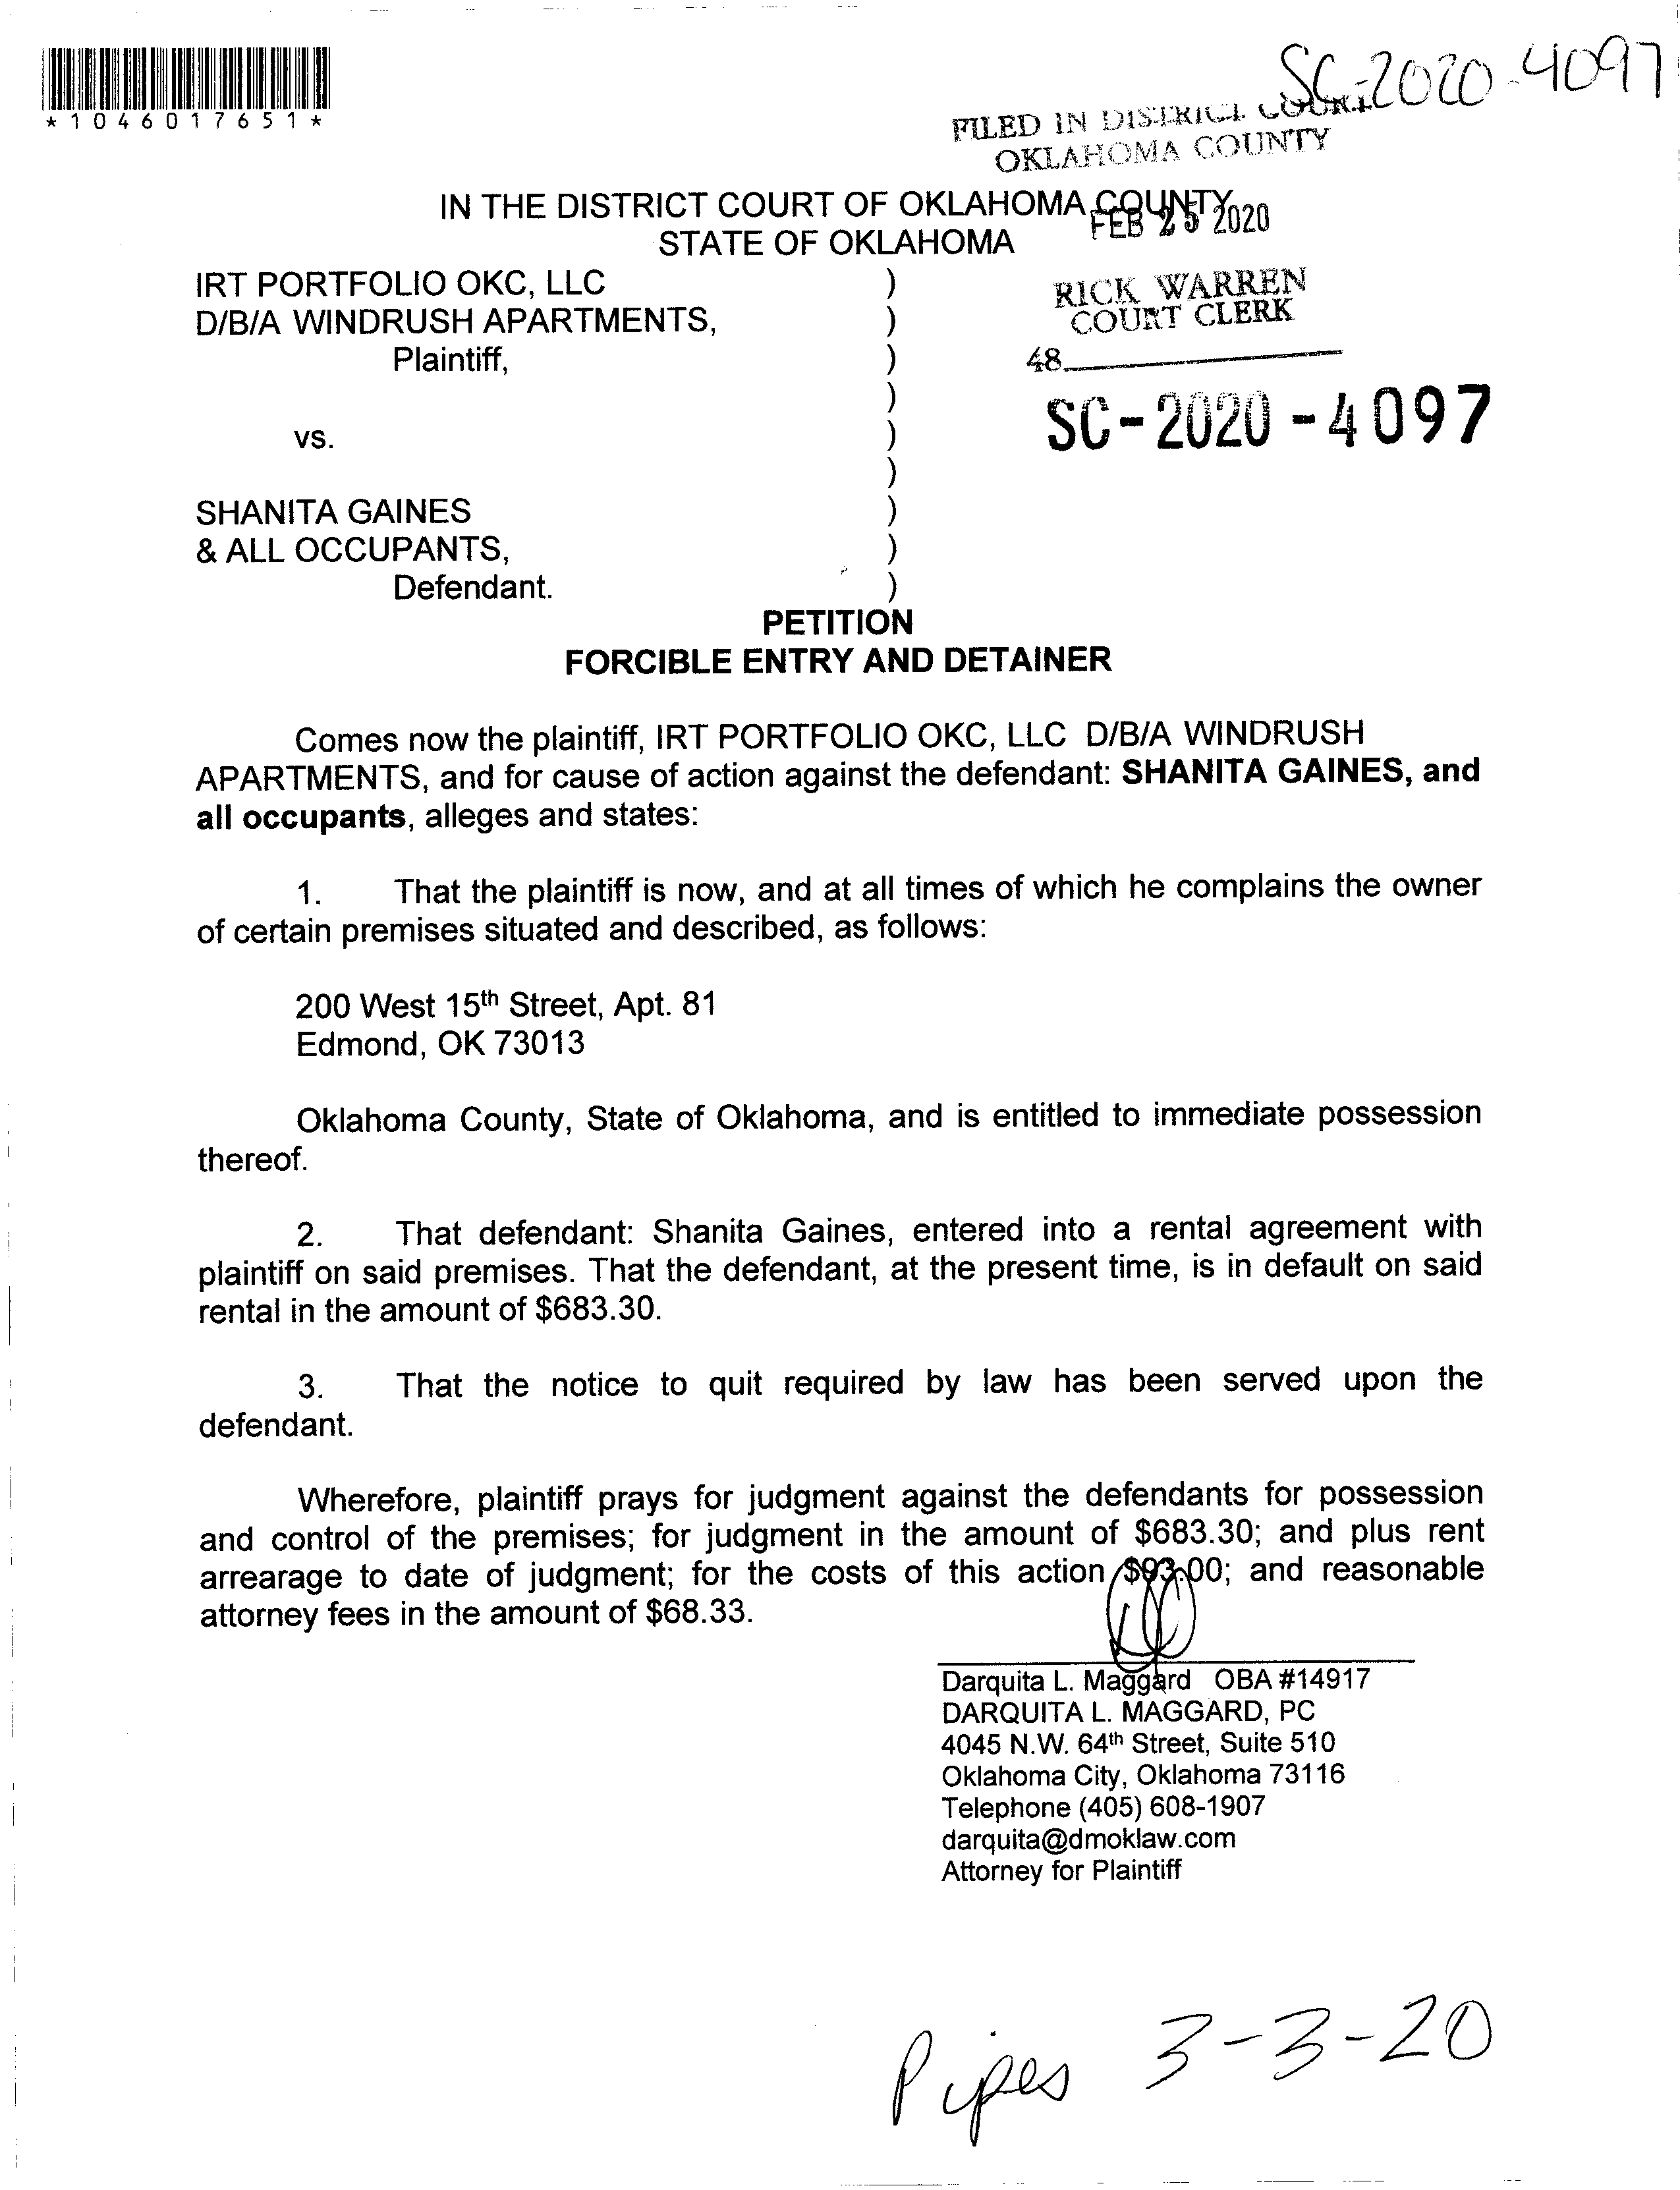 SC-2020-4097
*1046017651*
FILED IN DISTRICT COURT
OKLAHOMA COUNTY
IN THE DISTRICT COURT OF OKLAHOMA COUNTY
FEB 25 2020
STATE OF OKLAHOMA
IRT PORTFOLIO OKC, LLC )
D/B/A WINDRUSH APARTMENTS, )
Plaintiff, )
)
vs. )
)
SHANITA GAINES )
& ALL OCCUPANTS, )
Defendant. )
RICK WARREN
COURT CLERK
48
SC-2020-4097
PETITION
FORCIBLE ENTRY AND DETAINER
Comes now the plaintiff, IRT PORTFOLIO OKC, LLC D/B/A WINDRUSH
APARTMENTS, and for cause of action against the defendant: SHANITA GAINES, and
all occupants, alleges and states:
1. That the plaintiff is now, and at all times of which he complains the owner
of certain premises situated and described, as follows:
200 West 15th Street, Apt. 81
Edmond, OK 73013
Oklahoma County, State of Oklahoma, and is entitled to immediate possession
thereof.
2. That defendant: Shanita Gaines, entered into a rental agreement with
plaintiff on said premises. That the defendant, at the present time, is in default on said
rental in the amount of $683.30.
3. That the notice to quit required by law has been served upon the
defendant.
Wherefore, plaintiff prays for judgment against the defendants for possession
and control of the premises; for judgment in the amount of $683.30; and plus rent
arrearage to date of judgment; for the costs of this action $93.00; and reasonable
attorney fees in the amount of $68.33.
Darquita L. Maggard OBA #14917
DARQUITA L. MAGGARD, PC
4045 N.W. 64th Street, Suite 510
Oklahoma City, Oklahoma 73116
Telephone (405) 608-1907
darquita@dmoklaw.com
Attorney for Plaintiff
Pipes 3-3-20